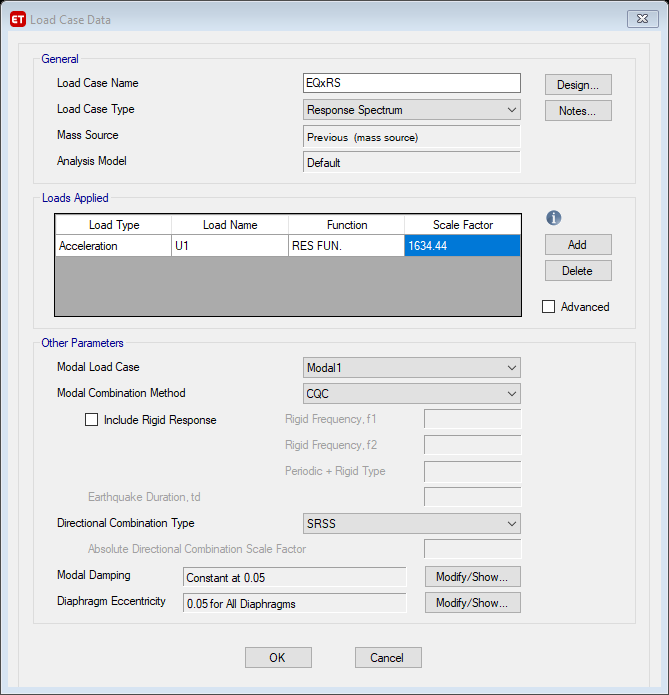 ET Load Case Data
General
Load Case Name EQxRS Design...
Load Case Type Response Spectrum Notes...
Mass Source Previous (mass source)
Analysis Model Default
Loads Applied
Load Type Load Name Function Scale Factor
Acceleration U1 RES FUN. 1634.44
Add
Delete
Advanced
Other Parameters
Modal Load Case Modal1
Modal Combination Method CQC
Include Rigid Response Rigid Frequency, f1
Rigid Frequency, f2
Periodic + Rigid Type
Earthquake Duration, td
Directional Combination Type SRSS
Absolute Directional Combination Scale Factor
Modal Damping Constant at 0.05 Modify/Show...
Diaphragm Eccentricity 0.05 for All Diaphragms Modify/Show...
OK Cancel